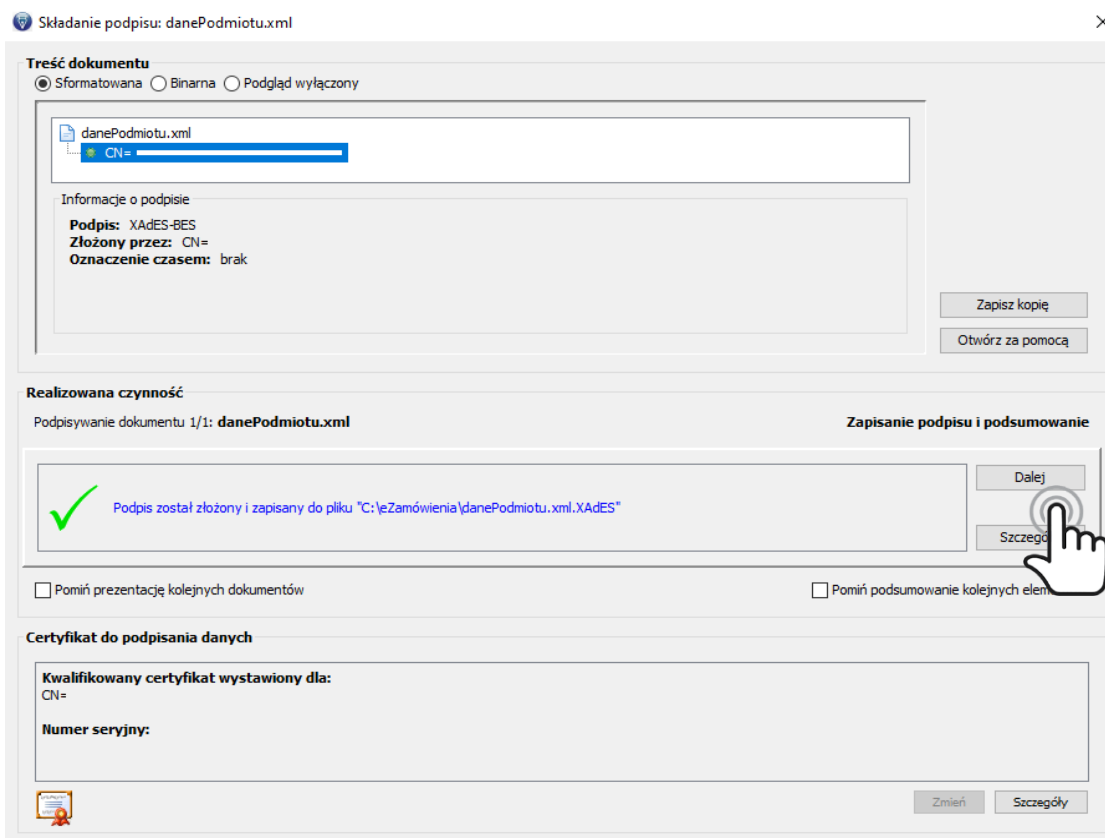 Składanie podpisu: danePodmiotu.xml
Treść dokumentu
Sformatowana Binarna Podgląd wyłączony
danePodmiotu.xml
CN=
Informacje o podpisie
Podpis: XAdES-BES
Złożony przez: CN=
Oznaczenie czasem: brak
Zapisz kopię
Otwórz za pomocą
Realizowana czynność
Podpisywanie dokumentu 1/1: danePodmiotu.xml Zapisanie podpisu i podsumowanie
Dalej
Podpis został złożony i zapisany do pliku "C:\eZamówienia\danePodmiotu.xml.XAdES"
Pomiń prezentację kolejnych dokumentów Pomiń podsumowanie kolejnych
Certyfikat do podpisania danych
Kwalifikowany certyfikat wystawiony dla:
CN=
Numer seryjny:
Zmień Szczegóły